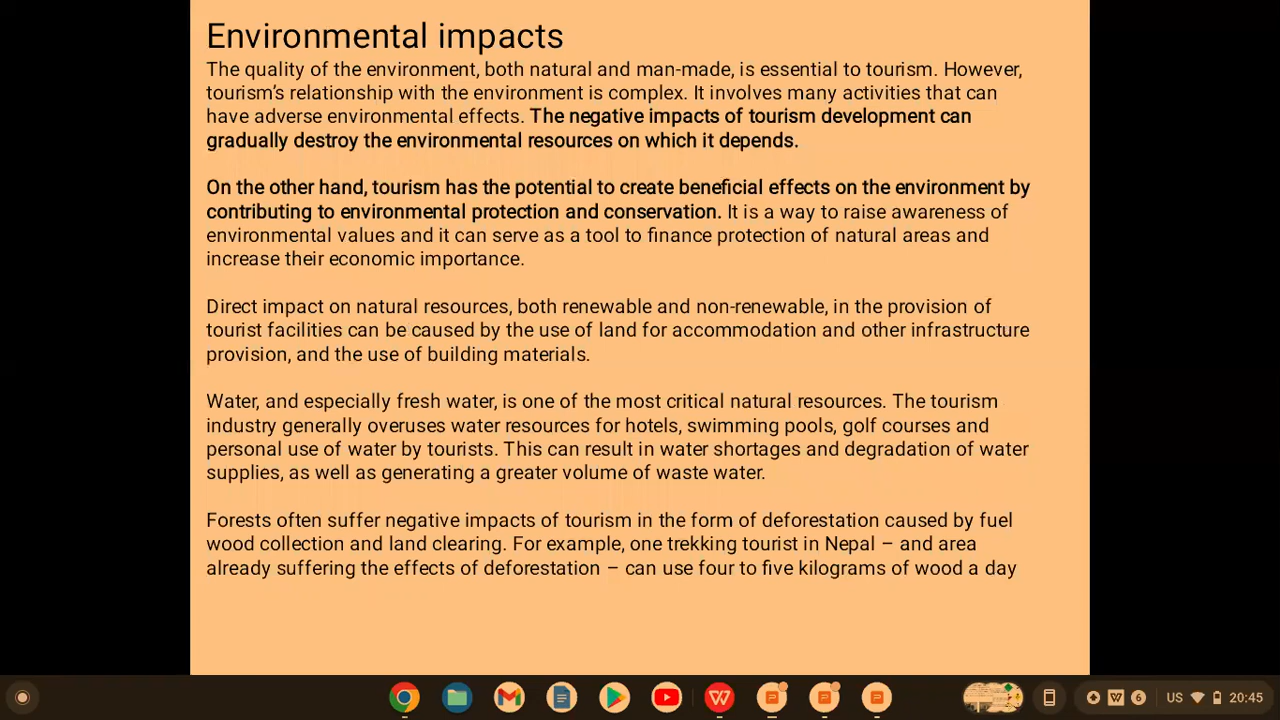 Environmental impacts
The quality of the environment, both natural and man-made, is essential to tourism. However,
tourism's relationship with the environment is complex. It involves many activities that can
have adverse environmental effects. The negative impacts of tourism development can
gradually destroy the environmental resources on which it depends.
On the other hand, tourism has the potential to create beneficial effects on the environment by
contributing to environmental protection and conservation. It is a way to raise awareness of
environmental values and it can serve as a tool to finance protection of natural areas and
increase their economic importance.
Direct impact on natural resources, both renewable and non-renewable, in the provision of
tourist facilities can be caused by the use of land for accommodation and other infrastructure
provision, and the use of building materials.
Water, and especially fresh water, is one of the most critical natural resources. The tourism
industry generally overuses water resources for hotels, swimming pools, golf courses and
personal use of water by tourists. This can result in water shortages and degradation of water
supplies, as well as generating a greater volume of waste water.
Forests often suffer negative impacts of tourism in the form of deforestation caused by fuel
wood collection and land clearing. For example, one trekking tourist in Nepal – and area
already suffering the effects of deforestation – can use four to five kilograms of wood a day
6 US 20:45